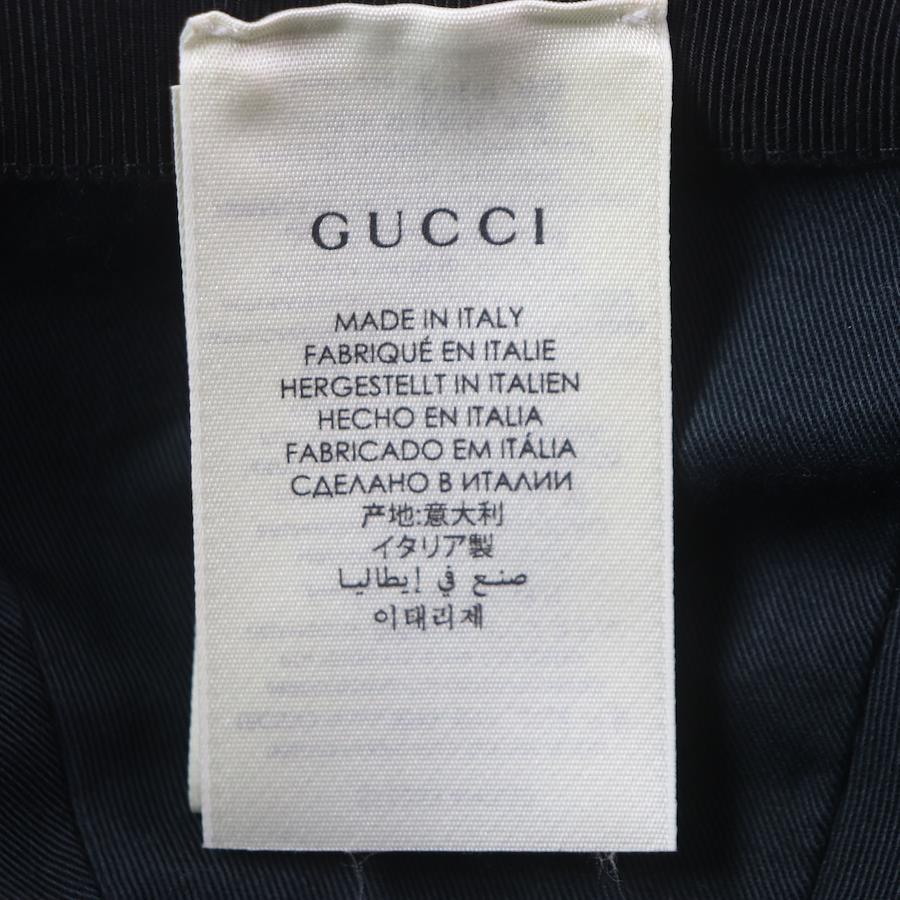 GUCCI
MADE IN ITALY
FABRIQUÉ EN ITALIE
HERGESTELLT IN ITALIEN
HECHO EN ITALIA
FABRICADO EM ITÁLIA
СДЕЛАНО В ИТАЛИИ
产地:意大利
イタリア製
صنع في إيطاليا
이태리제